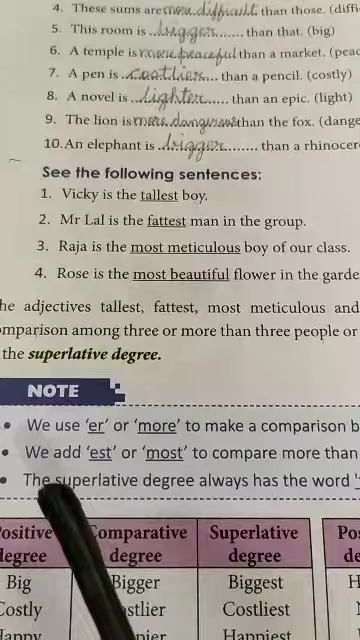 4. These sums are more difficult than those. (diffi
5. This room is ..bigger....... than that. (big)
6. A temple is more peaceful than a market. (peac
7. A pen is ..costlier... than a pencil. (costly)
8. A novel is ...lighter...... than an epic. (light)
9. The lion is more dangerous than the fox. (dange
10. An elephant is ..bigger........ than a rhinocer
See the following sentences:
1. Vicky is the tallest boy.
2. Mr Lal is the fattest man in the group.
3. Raja is the most meticulous boy of our class.
4. Rose is the most beautiful flower in the garde
he adjectives tallest, fattest, most meticulous and
omparison among three or more than three people or
the superlative degree.
NOTE
• We use 'er' or 'more' to make a comparison b
• We add 'est' or 'most' to compare more than
• The superlative degree always has the word '
Positive degree Comparative degree Superlative degree Pos de
Big Bigger Biggest H
Costly stlier Costliest
Happy pier Happiest